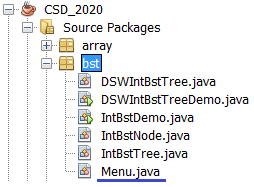 CSD_2020
Source Packages
array
bst
DSWIntBstTree.java
DSWIntBstTreeDemo.java
IntBstDemo.java
IntBstNode.java
IntBstTree.java
Menu.java